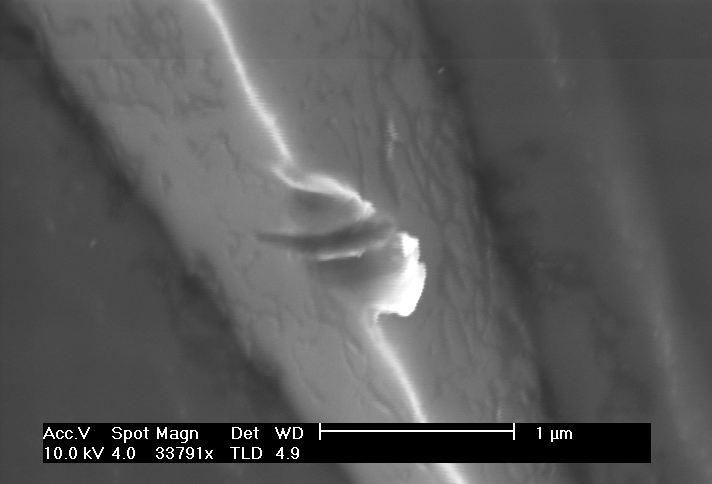 Acc.V Spot Magn Det WD 1 µm
10.0 kV 4.0 33791x TLD 4.9